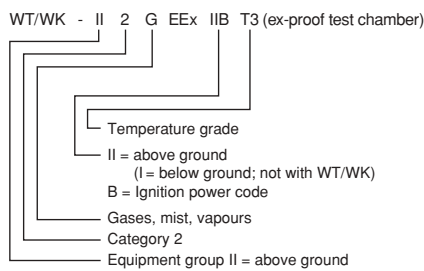 WT/WK - II 2 G EEx IIB T3 (ex-proof test chamber)
Temperature grade
II = above ground
(I = below ground; not with WT/WK)
B = Ignition power code
Gases, mist, vapours
Category 2
Equipment group II = above ground